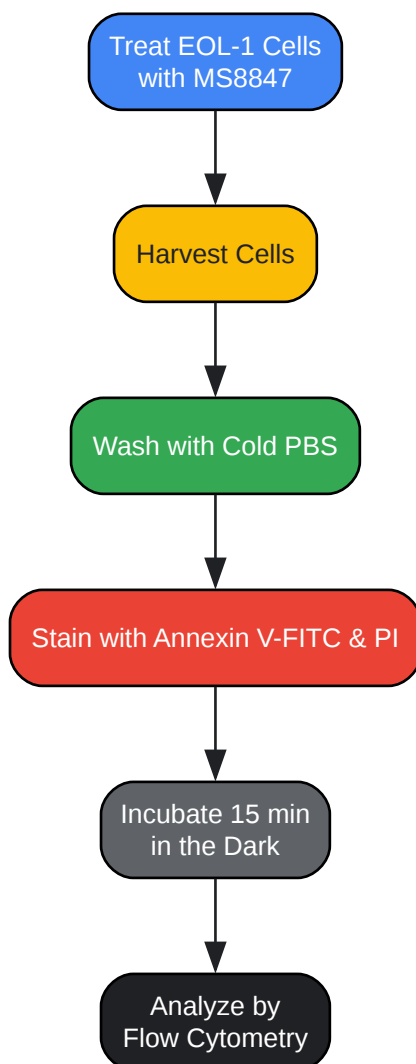 Treat EOL-1 Cells
with MS8847
Harvest Cells
Wash with Cold PBS
Stain with Annexin V-FITC & PI
Incubate 15 min
in the Dark
Analyze by
Flow Cytometry